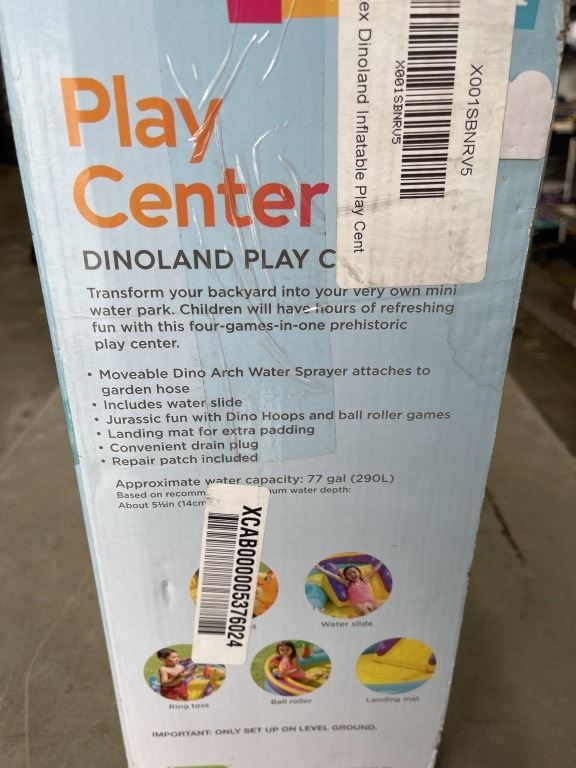 Play
Center
DINOLAND PLAY C
ex Dinoland Inflatable Play Cent
X001SBNRV5
X001SBNRV5
Transform your backyard into your very own mini
water park. Children will have hours of refreshing
fun with this four-games-in-one prehistoric
play center.
• Moveable Dino Arch Water Sprayer attaches to
garden hose
• Includes water slide
• Jurassic fun with Dino Hoops and ball roller games
• Landing mat for extra padding
• Convenient drain plug
• Repair patch included
Approximate water capacity: 77 gal (290L)
Based on recomm um water depth:
About 5½in (14cm
XCAB000005376024
Water slide
Ring toss
Ball roller
Landing mat
IMPORTANT: ONLY SET UP ON LEVEL GROUND.